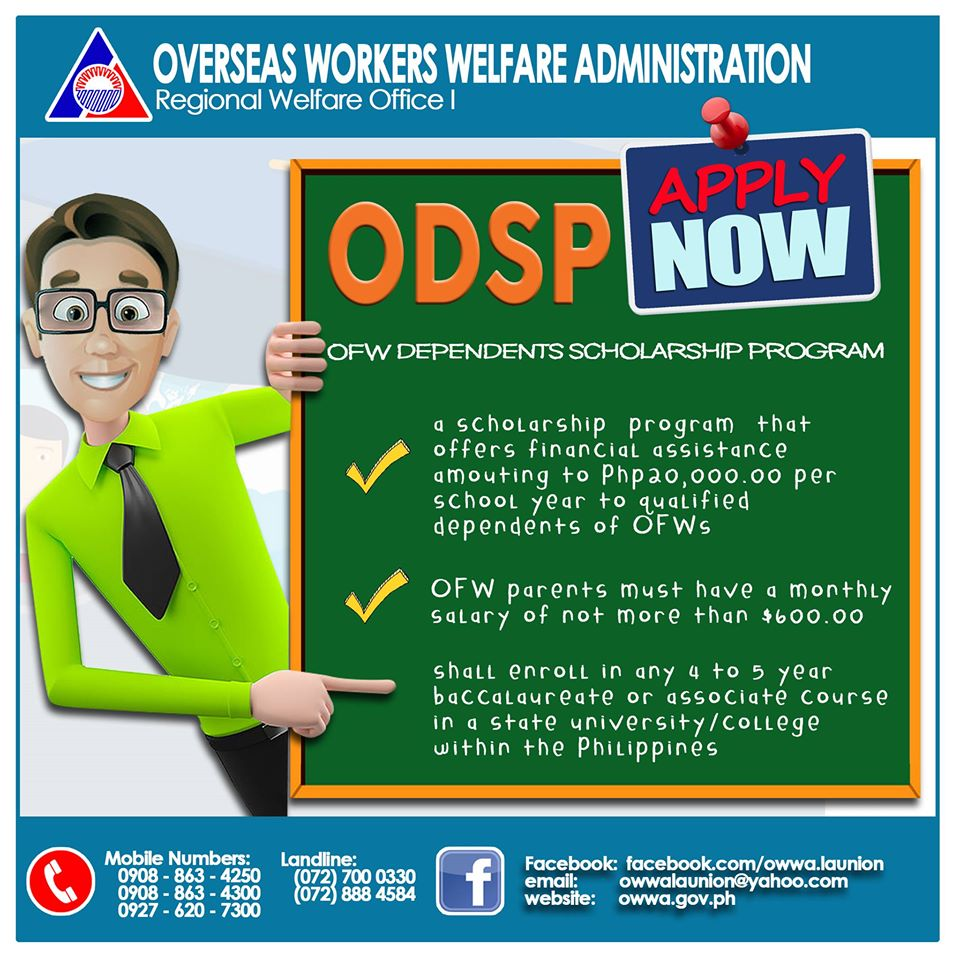 OVERSEAS WORKERS WELFARE ADMINISTRATION
Regional Welfare Office I
APPLY
NOW
ODSP
OFW DEPENDENTS SCHOLARSHIP PROGRAM
a scholarship program that
offers financial assistance
amouting to Php20,000.00 per
school year to qualified
dependents of OFWs
OFW parents must have a monthly
salary of not more than $600.00
shall enroll in any 4 to 5 year
baccalaureate or associate course
in a state university/college
within the Philippines
Mobile Numbers:
0908 - 863 - 4250
0908 - 863 - 4300
0927 - 620 - 7300
Landline:
(072) 700 0330
(072) 888 4584
f
Facebook: facebook.com/owwa.launion
email: owwalaunion@yahoo.com
website: owwa.gov.ph